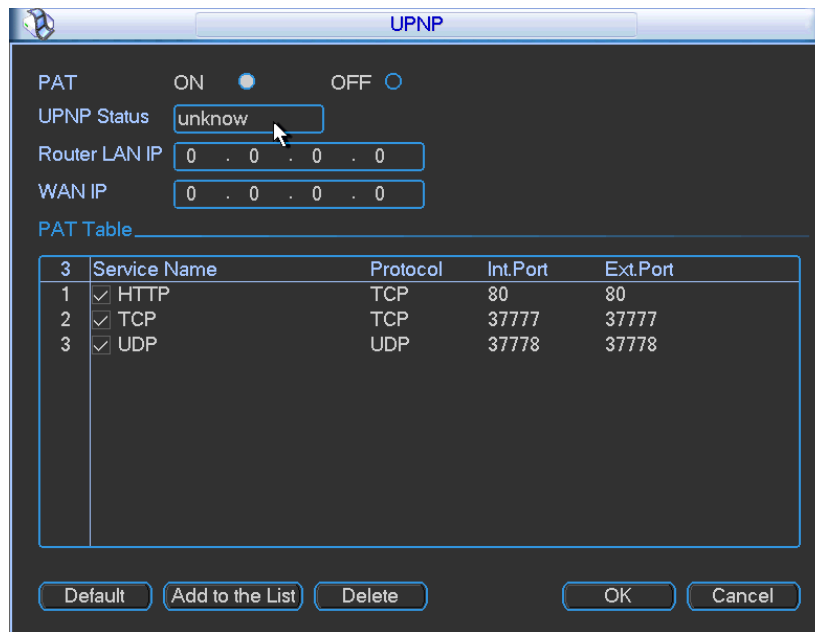 UPNP
PAT ON OFF
UPNP Status unknow
Router LAN IP 0 . 0 . 0 . 0
WAN IP 0 . 0 . 0 . 0
PAT Table
3 Service Name Protocol Int.Port Ext.Port
1 HTTP TCP 80 80
2 TCP TCP 37777 37777
3 UDP UDP 37778 37778
Default Add to the List Delete OK Cancel